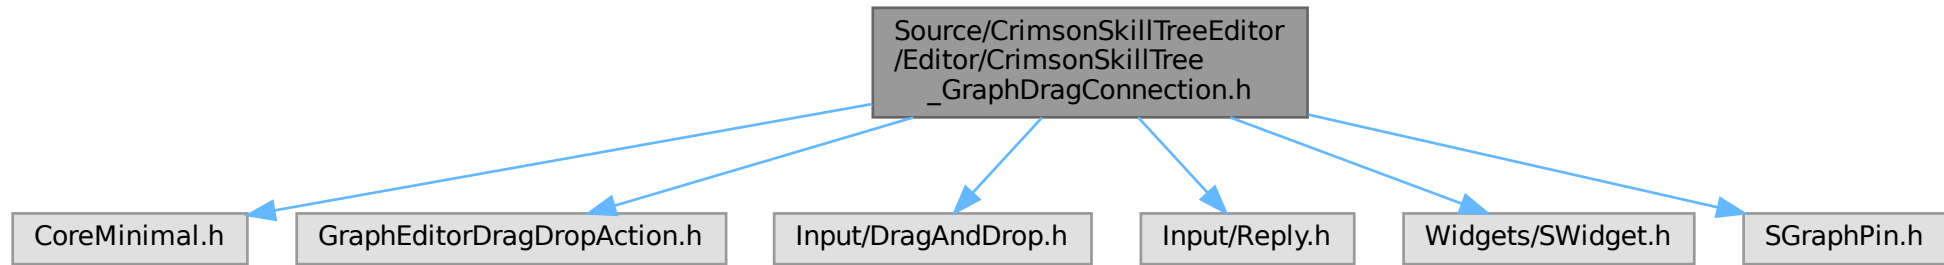 Source/CrimsonSkillTreeEditor
/Editor/CrimsonSkillTree
_GraphDragConnection.h
CoreMinimal.h
GraphEditorDragDropAction.h
Input/DragAndDrop.h
Input/Reply.h
Widgets/SWidget.h
SGraphPin.h